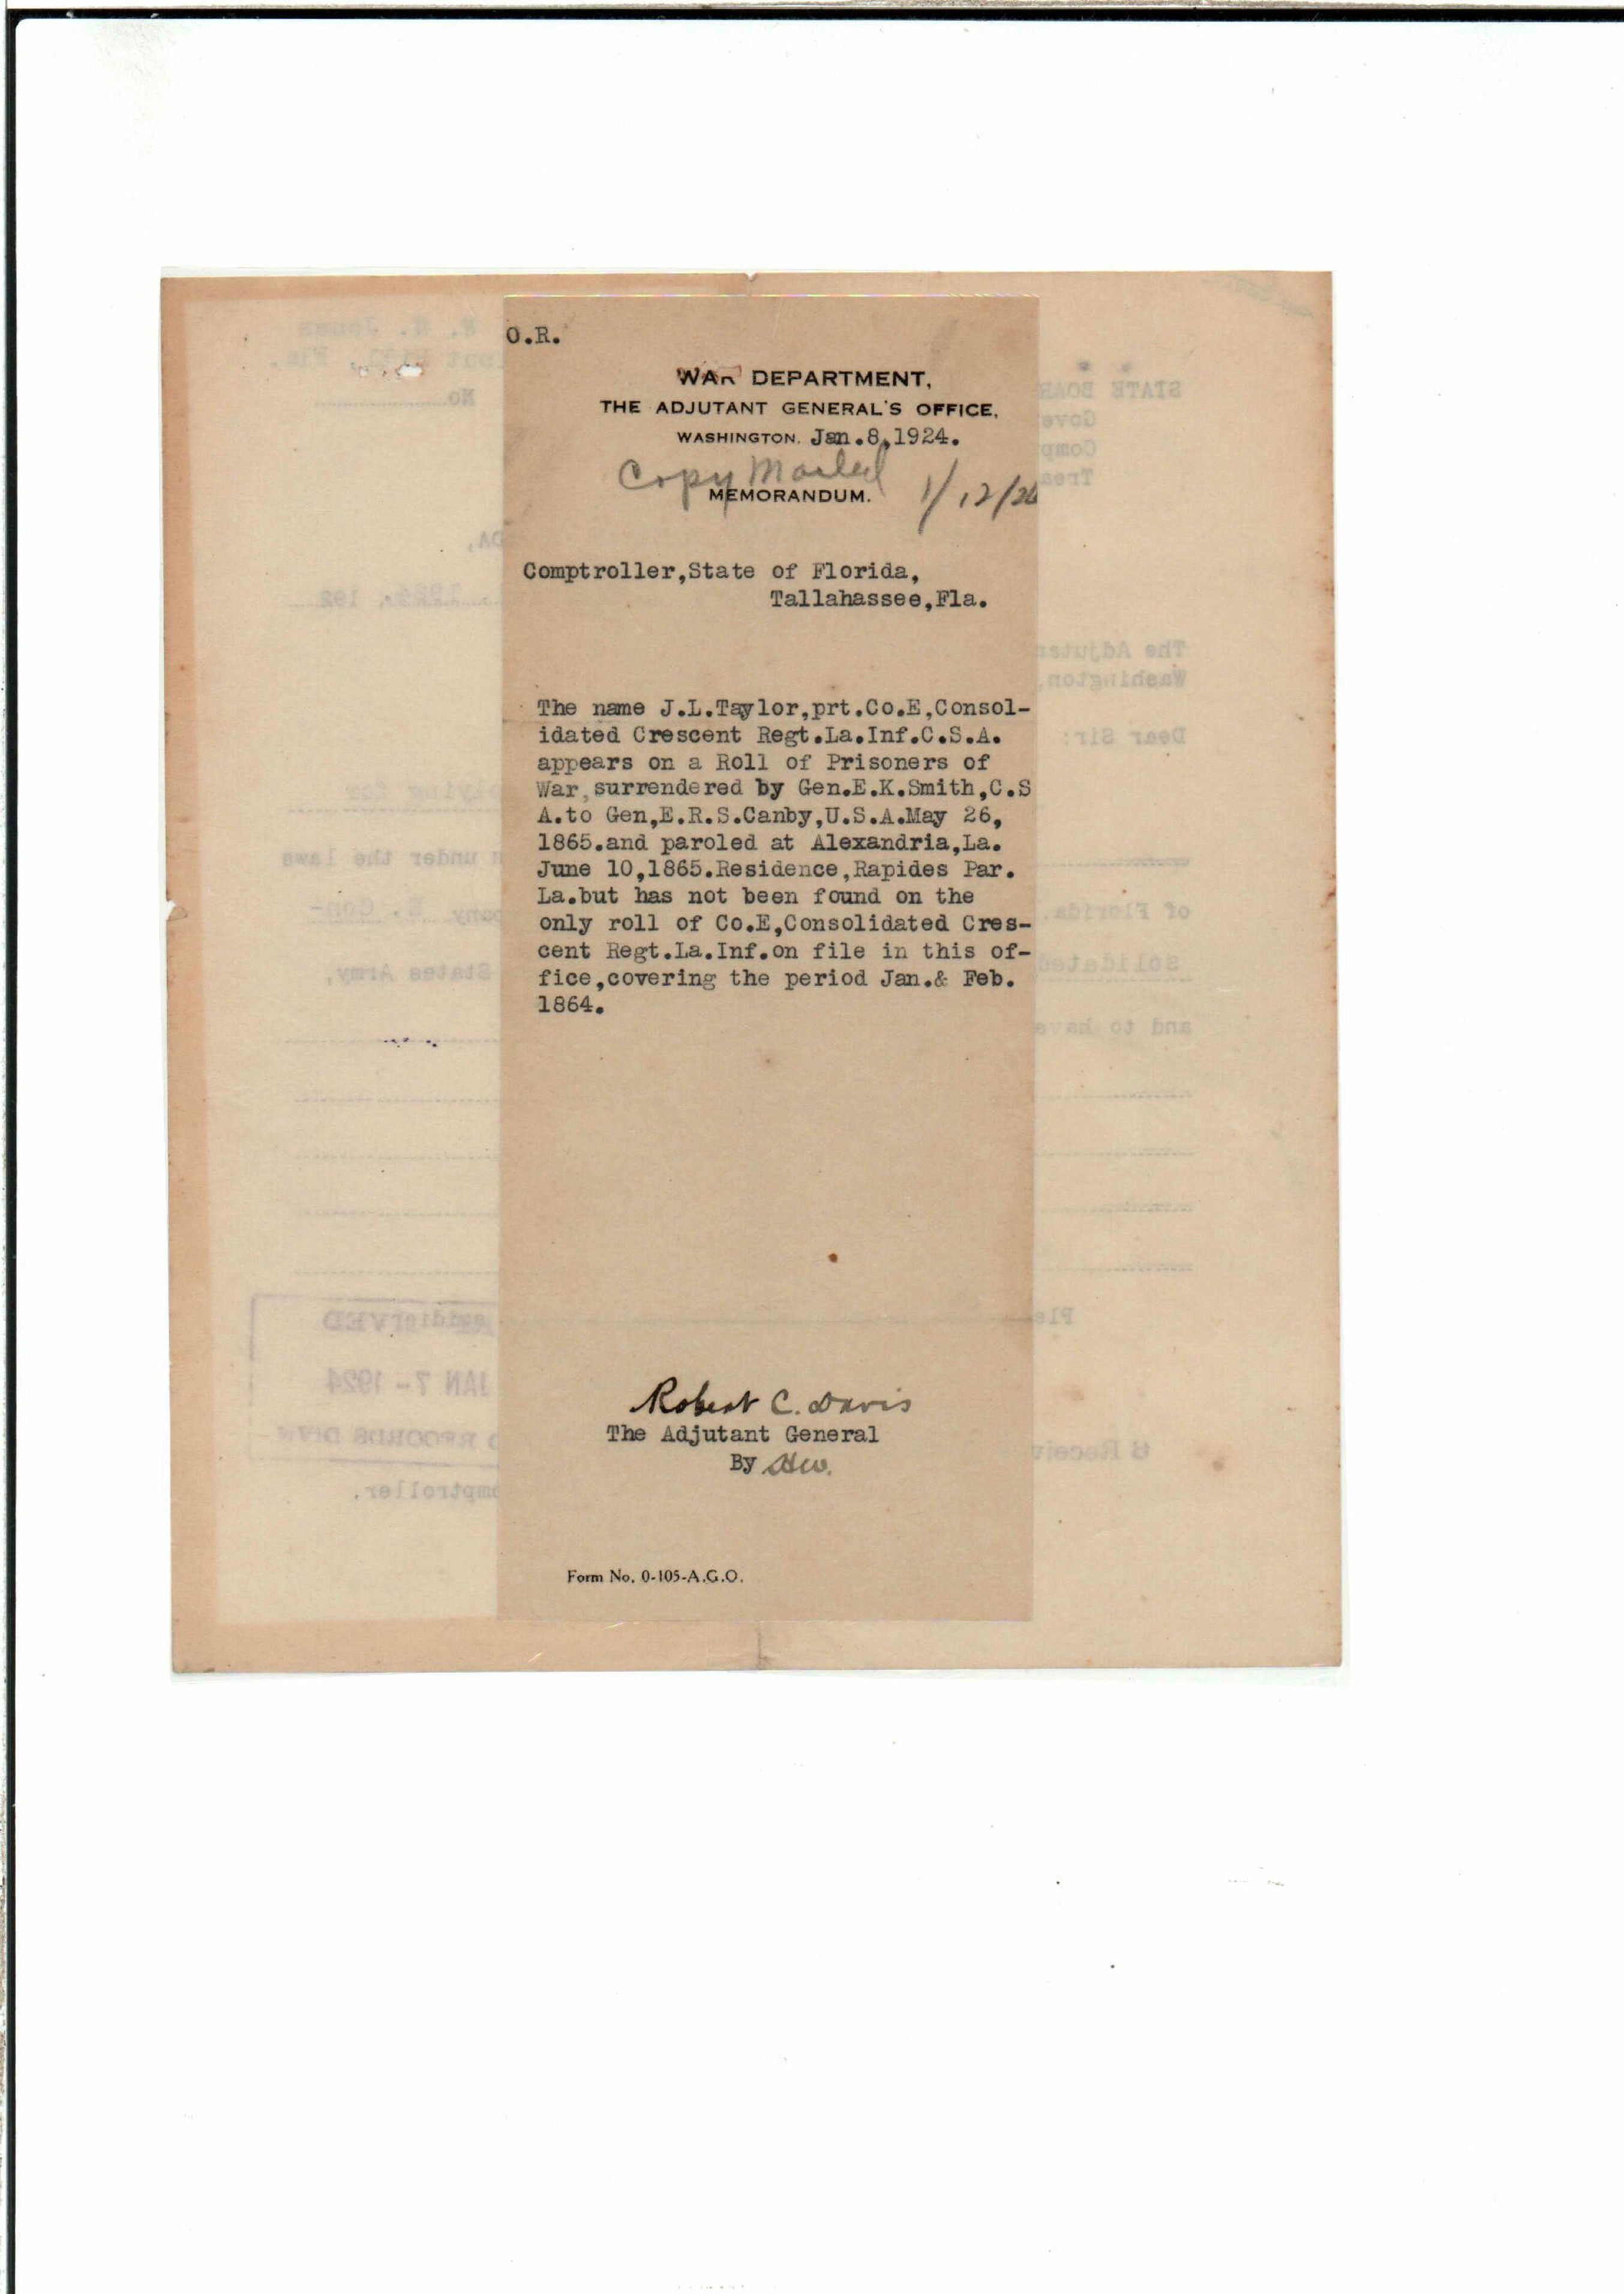 O.R.
WAR DEPARTMENT,
THE ADJUTANT GENERAL'S OFFICE,
WASHINGTON. Jan.8,1924.
Copy Mailed 1/12/24
MEMORANDUM.
Comptroller,State of Florida,
Tallahassee,Fla.
The name J.L.Taylor,prt.Co.E,Consol-
idated Crescent Regt.La.Inf.C.S.A.
appears on a Roll of Prisoners of
War,surrendered by Gen.E.K.Smith,C.S
A.to Gen,E.R.S.Canby,U.S.A.May 26,
1865.and paroled at Alexandria,La.
June 10,1865.Residence,Rapides Par.
La.but has not been found on the
only roll of Co.E,Consolidated Cres-
cent Regt.La.Inf.on file in this of-
fice,covering the period Jan.& Feb.
1864.
Robert C. Davis
The Adjutant General
By
Form No. 0-105-A.G.O.